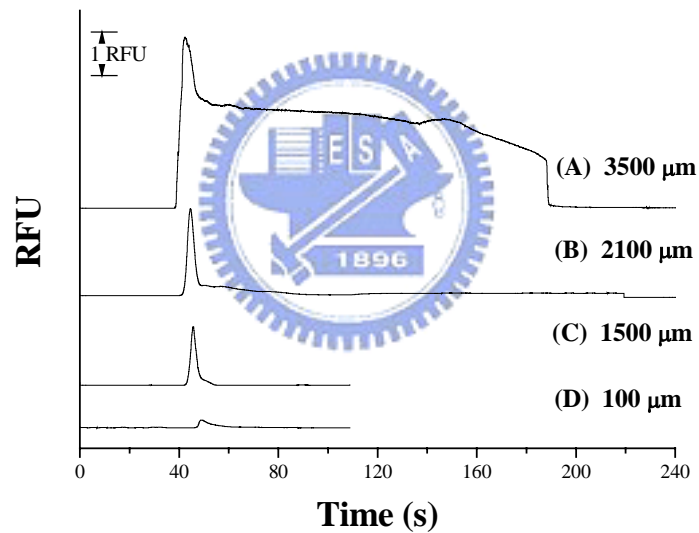 1 RFU
RFU
E S A
1896
(A) 3500 μm
(B) 2100 μm
(C) 1500 μm
(D) 100 μm
0 40 80 120 160 200 240
Time (s)